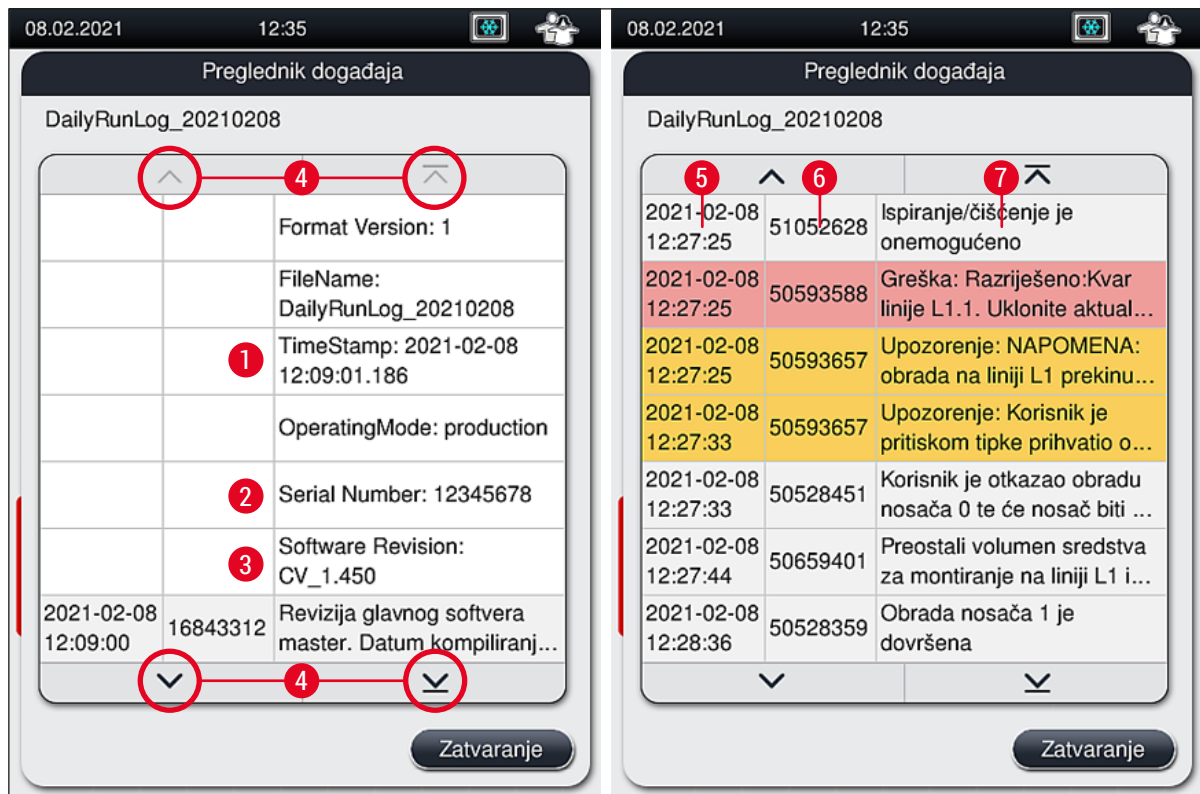 08.02.2021 12:35
Preglednik događaja
DailyRunLog_20210208
4
Format Version: 1
FileName:
DailyRunLog_20210208
1
TimeStamp: 2021-02-08
12:09:01.186
OperatingMode: production
2
Serial Number: 12345678
3
Software Revision:
CV_1.450
2021-02-08
12:09:00
16843312
Revizija glavnog softvera
master. Datum kompiliranj...
4
Zatvaranje
08.02.2021 12:35
Preglednik događaja
DailyRunLog_20210208
5 6 7
2021-02-08
12:27:25
51052628
Ispiranje/čišćenje je
onemogućeno
2021-02-08
12:27:25
50593588
Greška: Razriješeno:Kvar
linije L1.1. Uklonite aktual...
2021-02-08
12:27:25
50593657
Upozorenje: NAPOMENA:
obrada na liniji L1 prekinu...
2021-02-08
12:27:33
50593657
Upozorenje: Korisnik je
pritiskom tipke prihvatio o...
2021-02-08
12:27:33
50528451
Korisnik je otkazao obradu
nosača 0 te će nosač biti ...
2021-02-08
12:27:44
50659401
Preostali volumen sredstva
za montiranje na liniji L1 i...
2021-02-08
12:28:36
50528359
Obrada nosača 1 je
dovršena
Zatvaranje